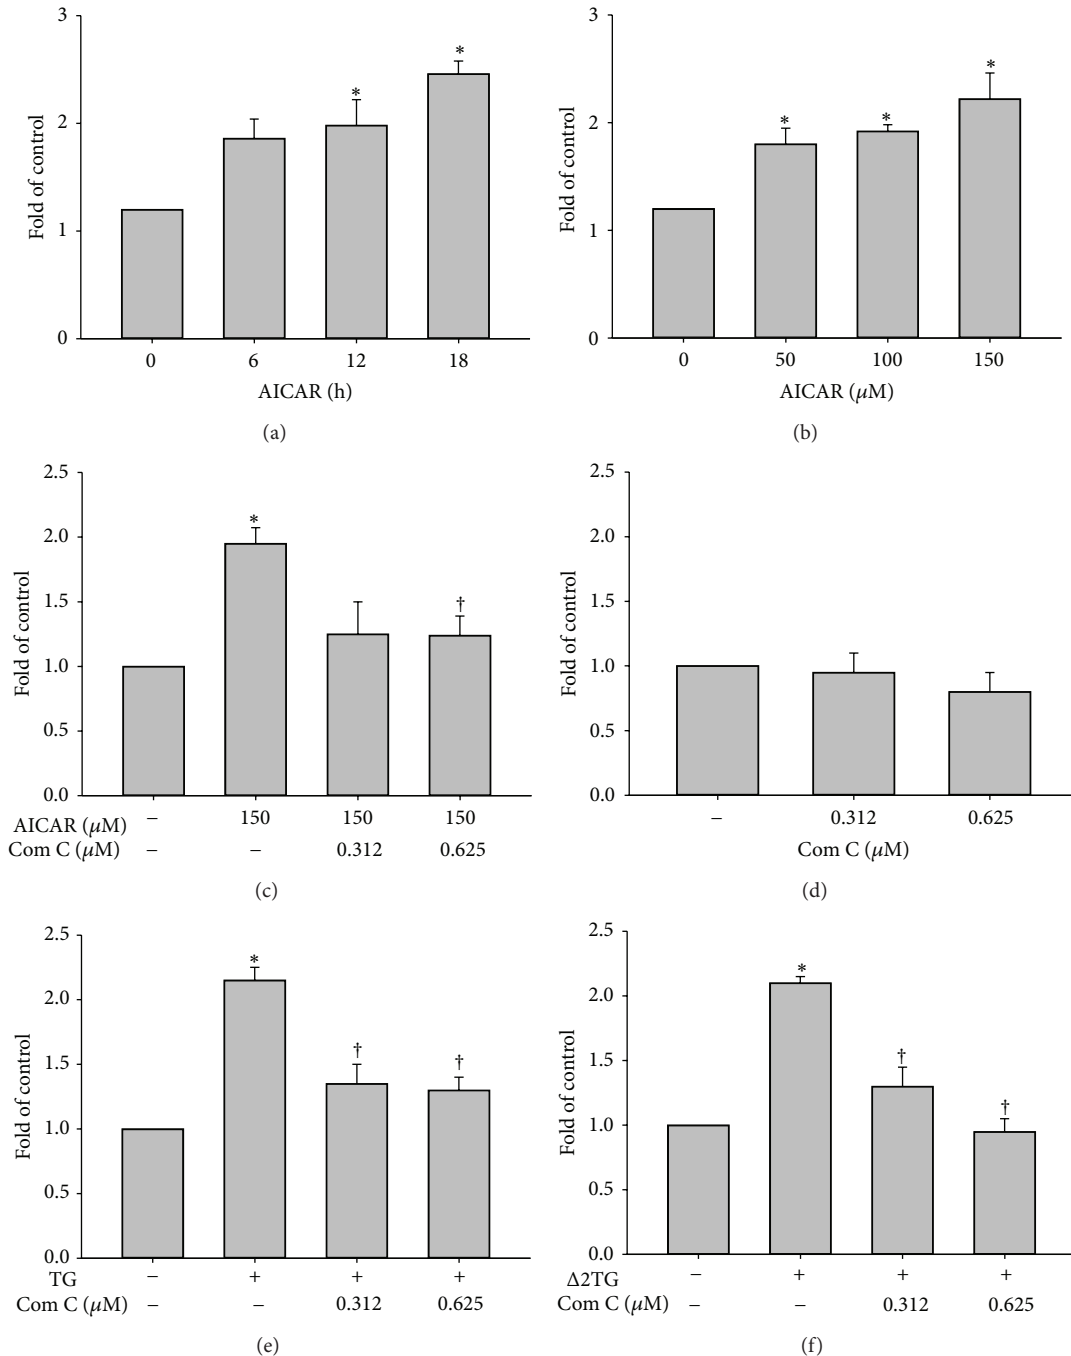 3
2
1
0
Fold of control
*
*
0 6 12 18
AICAR (h)
(a)
3
2
1
0
Fold of control
*
*
*
0 50 100 150
AICAR (μM)
(b)
2.5
2.0
1.5
1.0
0.5
0.0
Fold of control
*
†
AICAR (μM) – 150 150 150
Com C (μM) – – 0.312 0.625
(c)
2.5
2.0
1.5
1.0
0.5
0.0
Fold of control
– 0.312 0.625
Com C (μM)
(d)
2.5
2.0
1.5
1.0
0.5
0.0
Fold of control
*
†
†
TG – + + +
Com C (μM) – – 0.312 0.625
(e)
2.5
2.0
1.5
1.0
0.5
0.0
Fold of control
*
†
†
Δ2TG – + + +
Com C (μM) – – 0.312 0.625
(f)